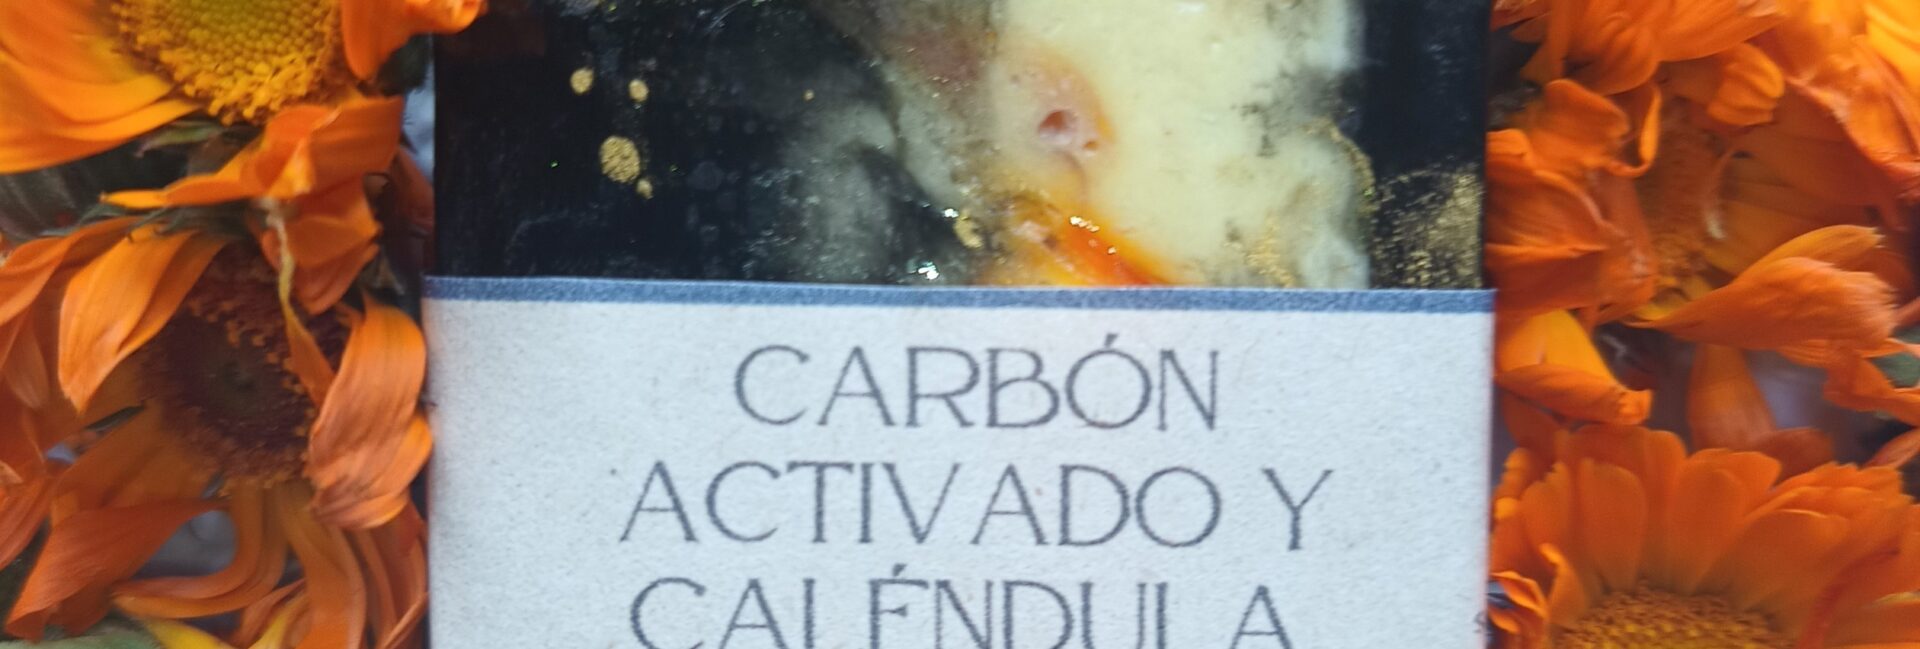 CARBÓN
ACTIVADO Y
CALÉNDULA